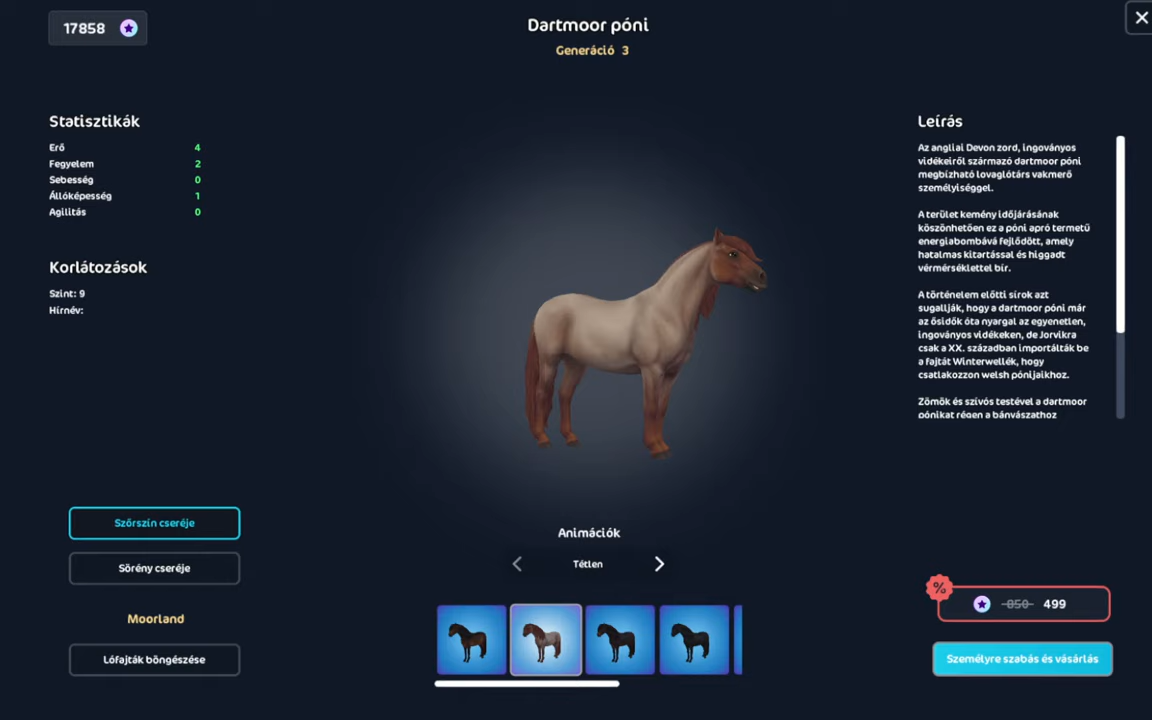 17858
Dartmoor póni
Generáció 3
Statisztikák
Erő 4
Fegyelem 2
Sebesség 0
Állóképesség 1
Agilitás 0
Korlátozások
Szint: 9
Hírnév:
Leírás
Az angliai Devon zord, ingoványos
vidékeiről származó dartmoor póni
megbízható lovaglótárs vakmerő
személyiséggel.
A terület kemény időjárásának
köszönhetően ez a póni apró termetű
energiabombává fejlődött, amely
hatalmas kitartással és higgadt
vérmérséklettel bír.
A történelem előtti sírok azt
sugallják, hogy a dartmoor póni már
az ősidők óta nyargal az egyenetlen,
ingoványos vidékeken, de Jorvikra
csak a XX. században importálták be
a fajtát Winterwellék, hogy
csatlakozzon welsh pónijaikhoz.
Zömök és szívós testével a dartmoor
pónikat régen a bányászathoz
Szőrszín cseréje
Sörény cseréje
Moorland
Lófajták böngészése
Animációk
Tétlen
%
850 499
Személyre szabás és vásárlás